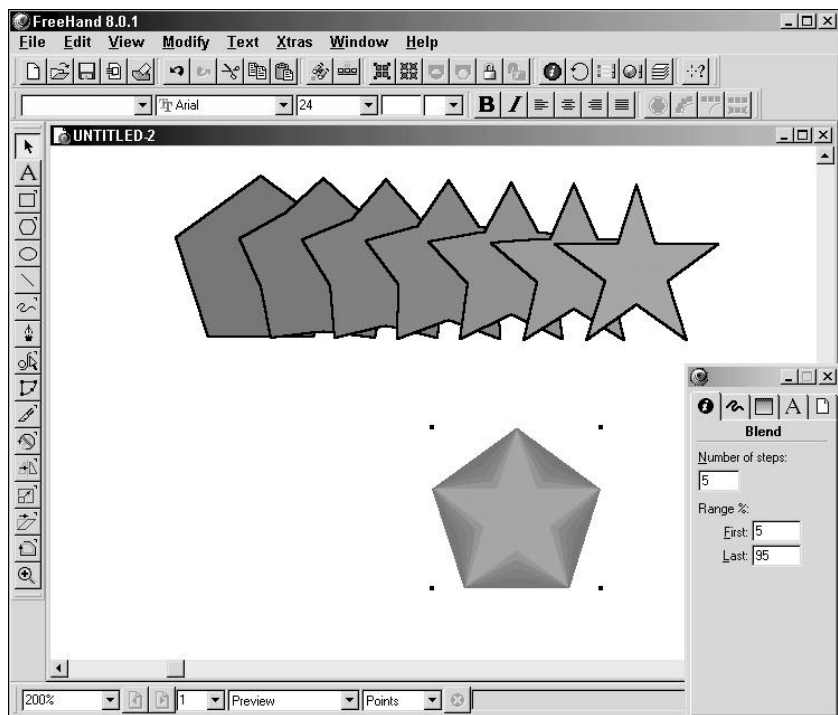 FreeHand 8.0.1
File Edit View Modify Text Xtras Window Help
Arial 24 B I
UNTITLED-2
A
Blend
Number of steps:
5
Range %:
First: 5
Last: 95
200% 1 Preview Points